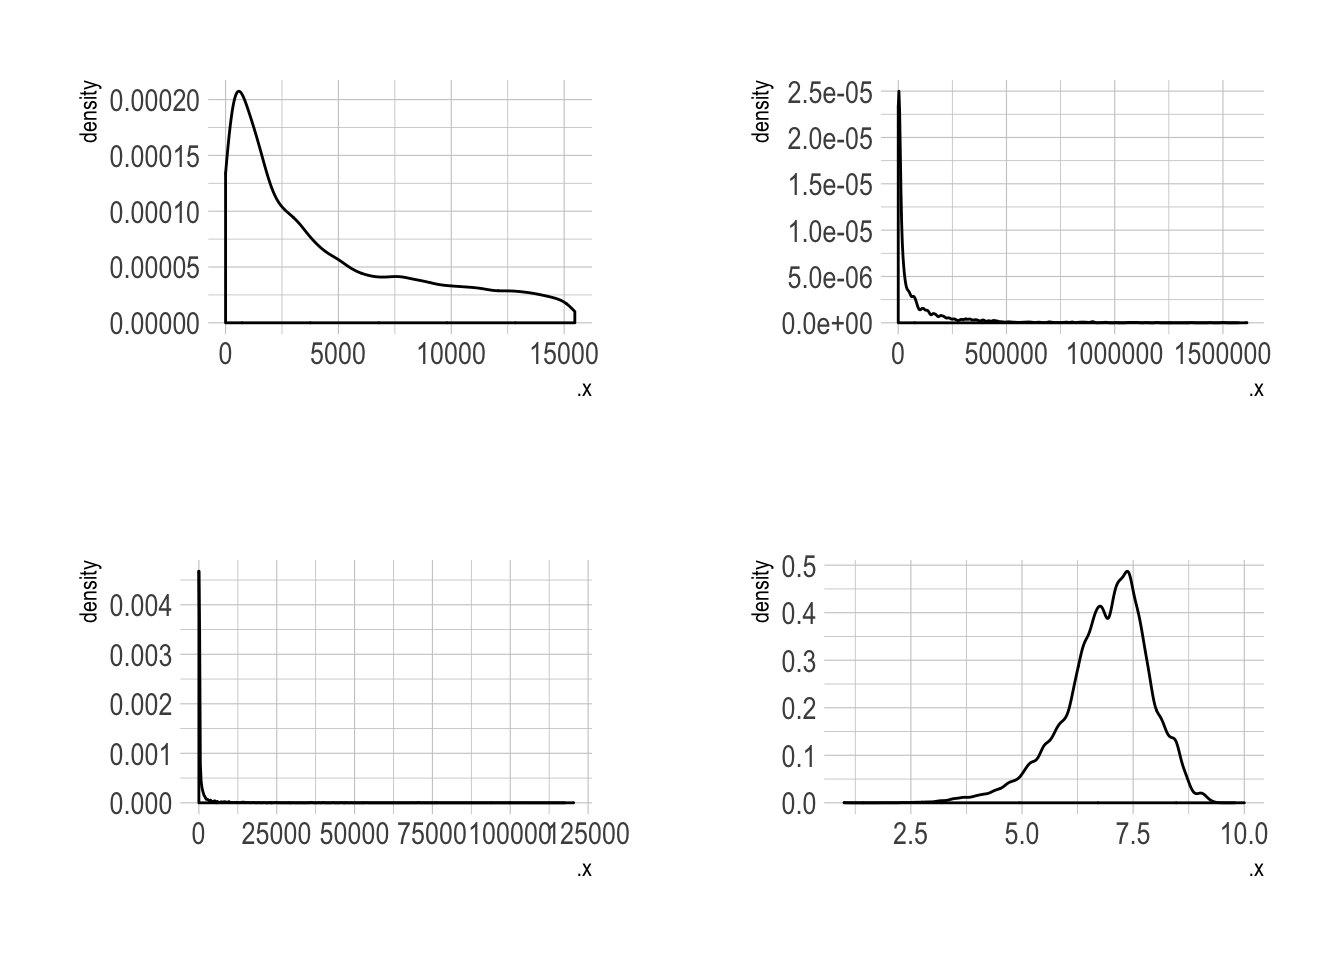 density
0.00020
0.00015
0.00010
0.00005
0.00000
0 5000 10000 15000
.x
density
2.5e-05
2.0e-05
1.5e-05
1.0e-05
5.0e-06
0.0e+00
0 500000 1000000 1500000
.x
density
0.004
0.003
0.002
0.001
0.000
0 25000 50000 75000 100000 125000
.x
density
0.5
0.4
0.3
0.2
0.1
0.0
2.5 5.0 7.5 10.0
.x